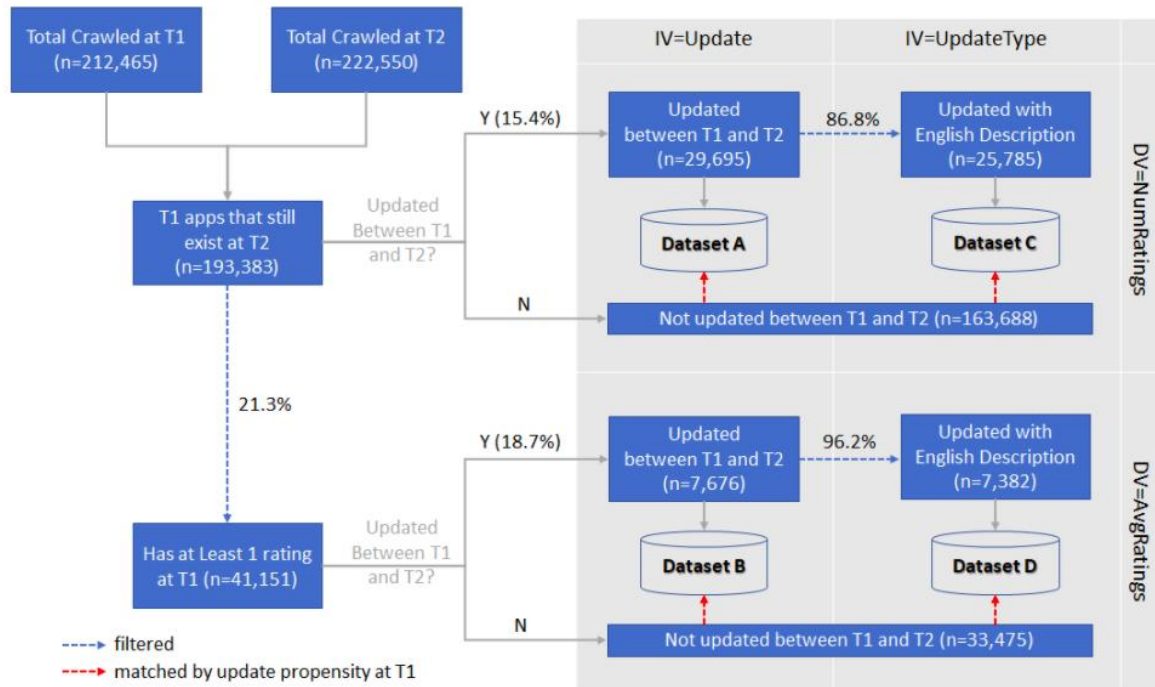 Total Crawled at T1
(n=212,465)
Total Crawled at T2
(n=222,550)
IV=Update
IV=UpdateType
Y (15.4%)
Updated
between T1 and T2
(n=29,695)
86.8%
Updated with
English Description
(n=25,785)
DV=NumRatings
T1 apps that still
exist at T2
(n=193,383)
Updated
Between T1
and T2?
Dataset A
Dataset C
N
Not updated between T1 and T2 (n=163,688)
21.3%
Y (18.7%)
Updated
between T1 and T2
(n=7,676)
96.2%
Updated with
English Description
(n=7,382)
DV=AvgRatings
Has at Least 1 rating
at T1 (n=41,151)
Updated
Between T1
and T2?
Dataset B
Dataset D
N
Not updated between T1 and T2 (n=33,475)
filtered
matched by update propensity at T1